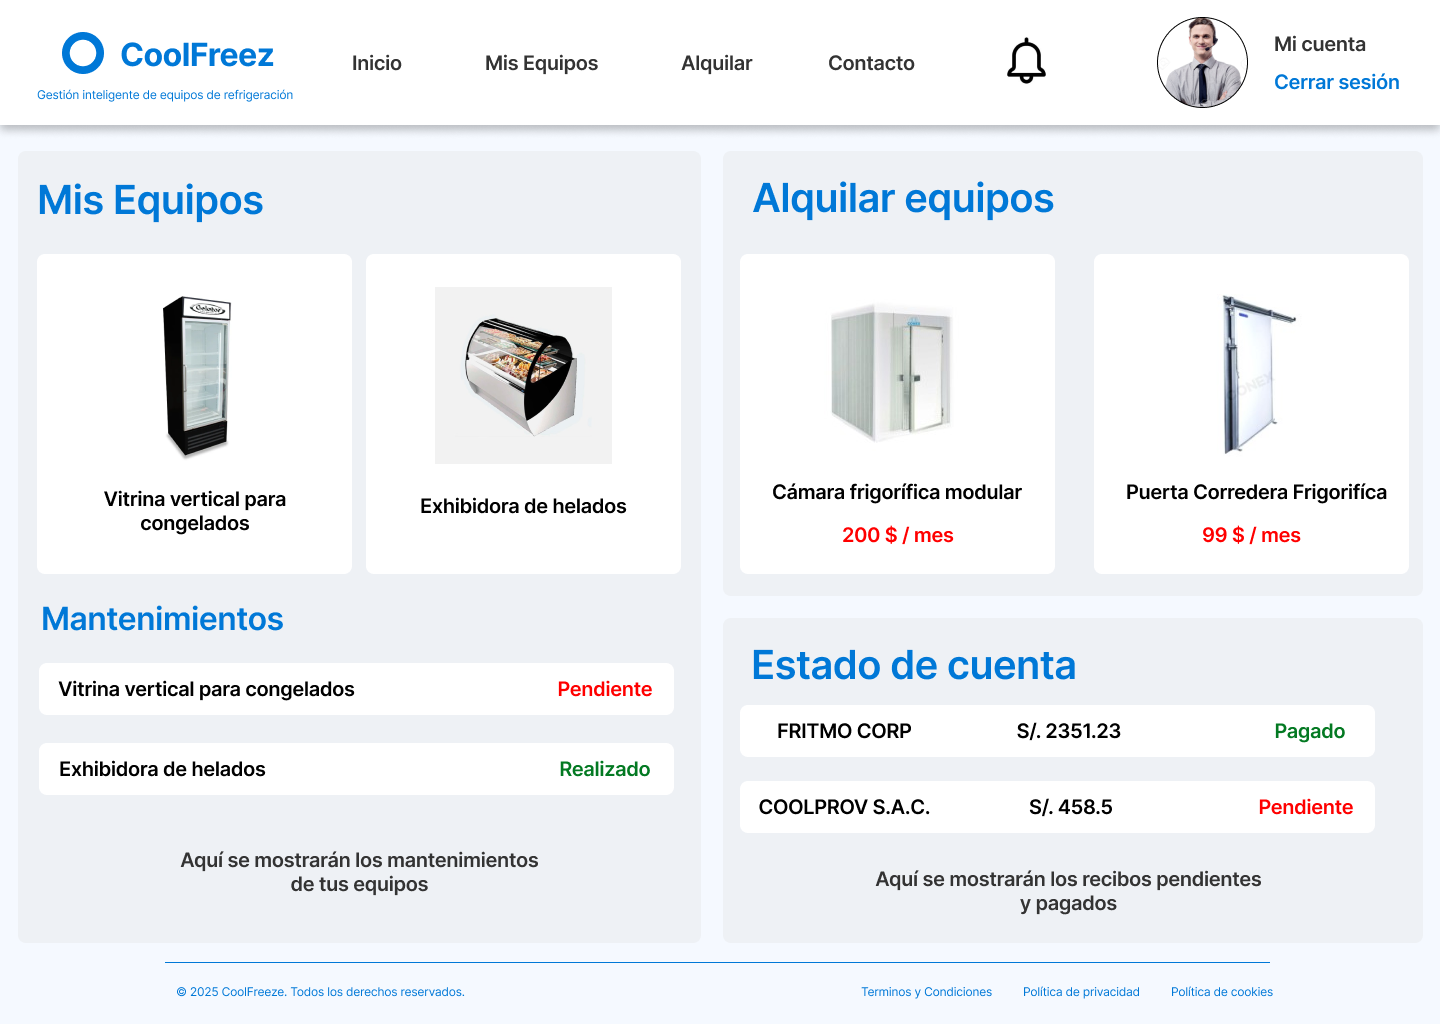 CoolFreez
Gestión inteligente de equipos de refrigeración
Inicio
Mis Equipos
Alquilar
Contacto
Mi cuenta
Cerrar sesión
Mis Equipos
Vitrina vertical para
congelados
Exhibidora de helados
Mantenimientos
Vitrina vertical para congelados Pendiente
Exhibidora de helados Realizado
Aquí se mostrarán los mantenimientos
de tus equipos
Alquilar equipos
Cámara frigorífica modular
200 $ / mes
Puerta Corredera Frigorifíca
99 $ / mes
Estado de cuenta
FRITMO CORP S/. 2351.23 Pagado
COOLPROV S.A.C. S/. 458.5 Pendiente
Aquí se mostrarán los recibos pendientes
y pagados
© 2025 CoolFreeze. Todos los derechos reservados.
Terminos y Condiciones
Política de privacidad
Política de cookies